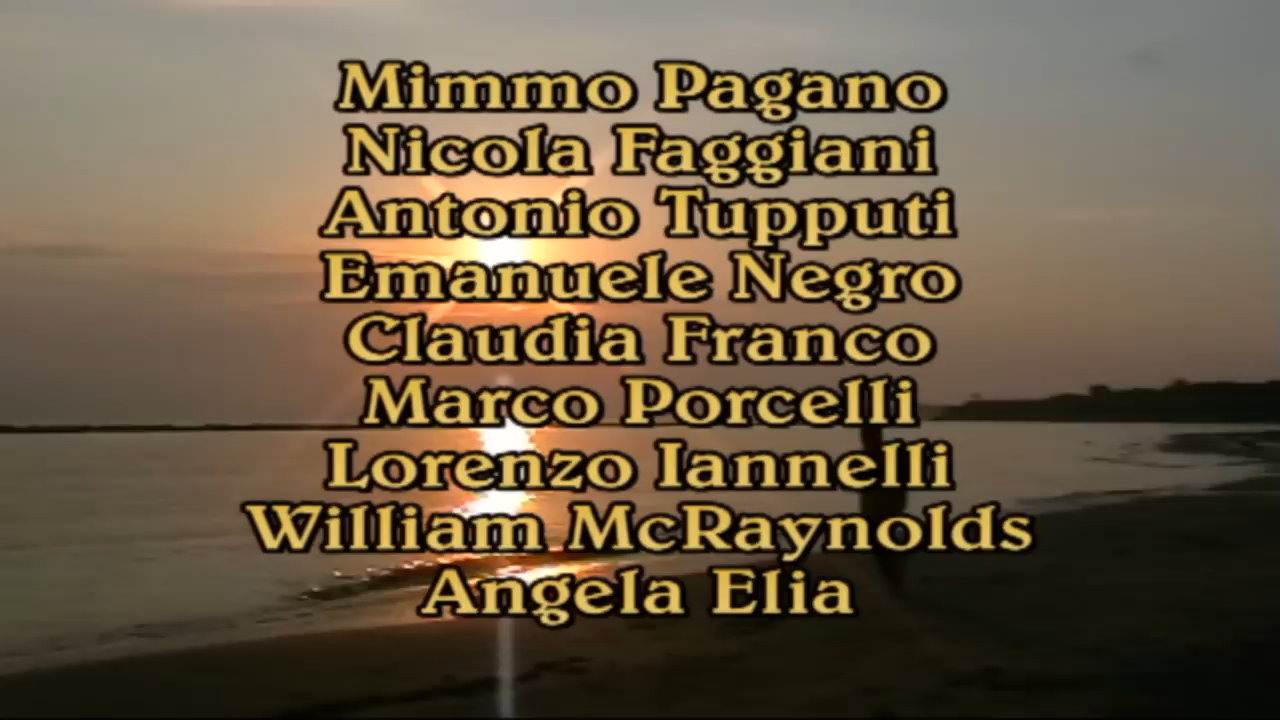 Mimmo Pagano
Nicola Faggiani
Antonio Tupputi
Emanuele Negro
Claudia Franco
Marco Porcelli
Lorenzo Iannelli
William McRaynolds
Angela Elia